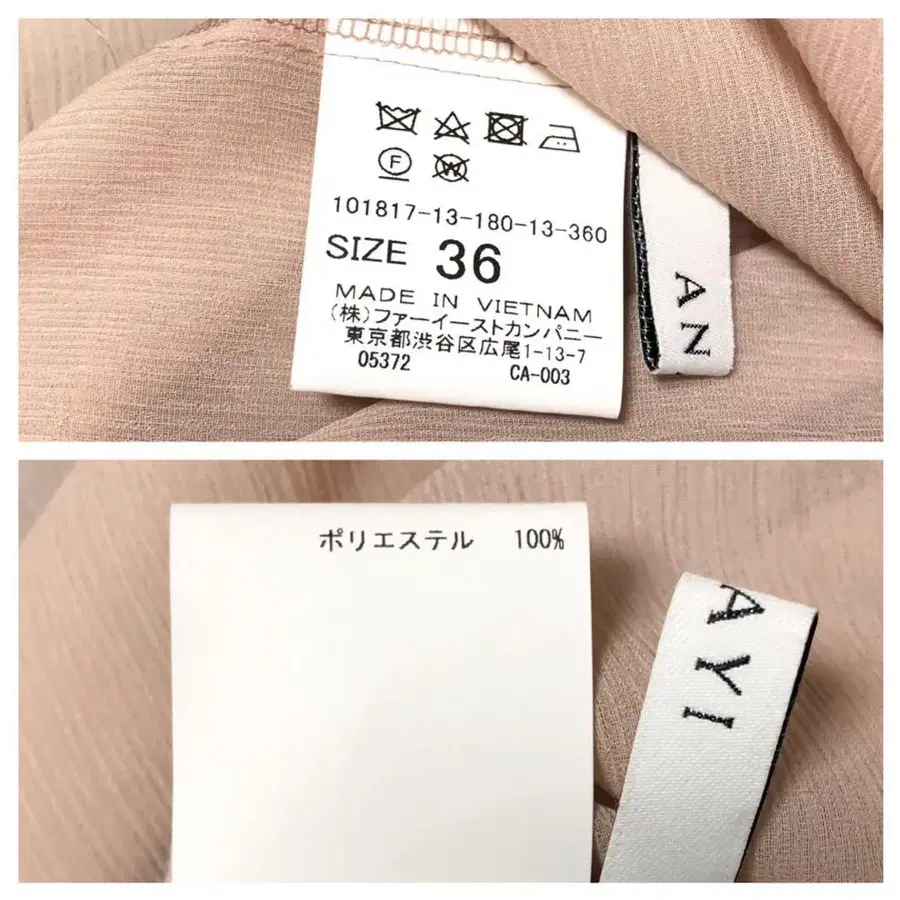 F W
101817-13-180-13-360
SIZE 36
MADE IN VIETNAM
(株)ファーイーストカンパニー
東京都渋谷区広尾1-13-7
05372 CA-003
AN
ポリエステル 100%
AYI